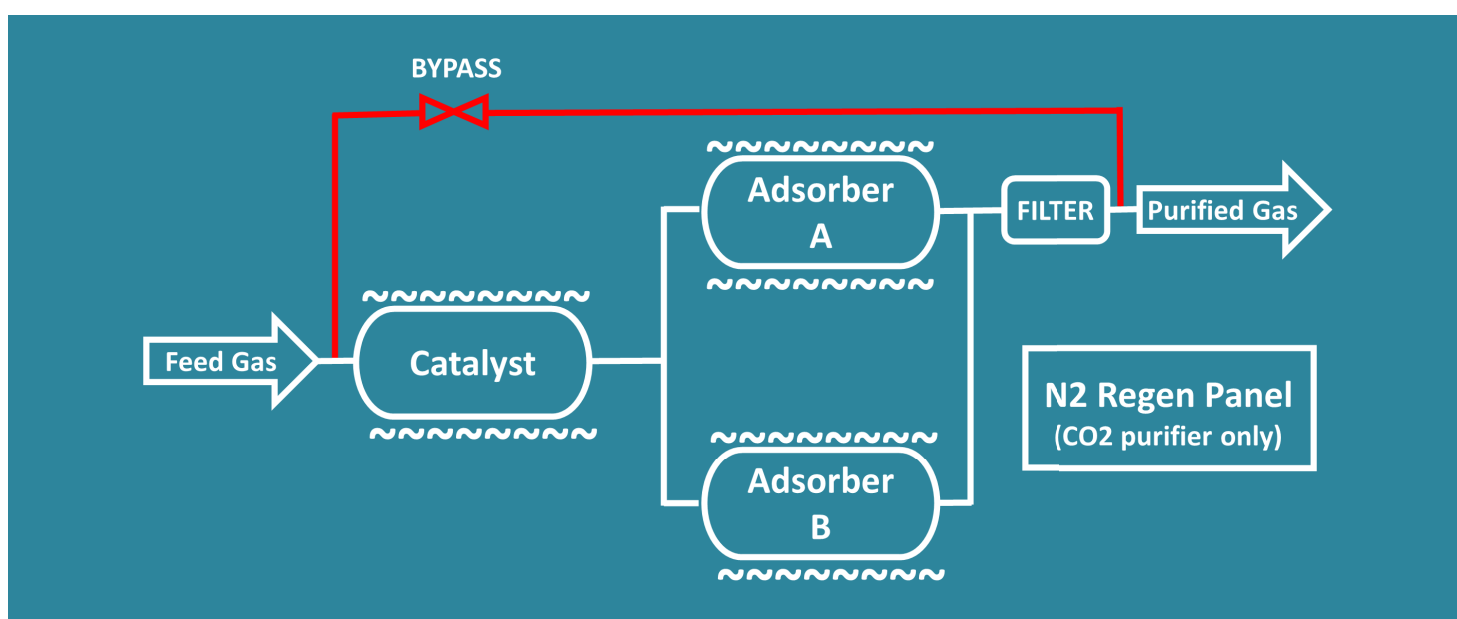 BYPASS
Adsorber
A
FILTER
Purified Gas
Feed Gas
Catalyst
N2 Regen Panel
(CO2 purifier only)
Adsorber
B